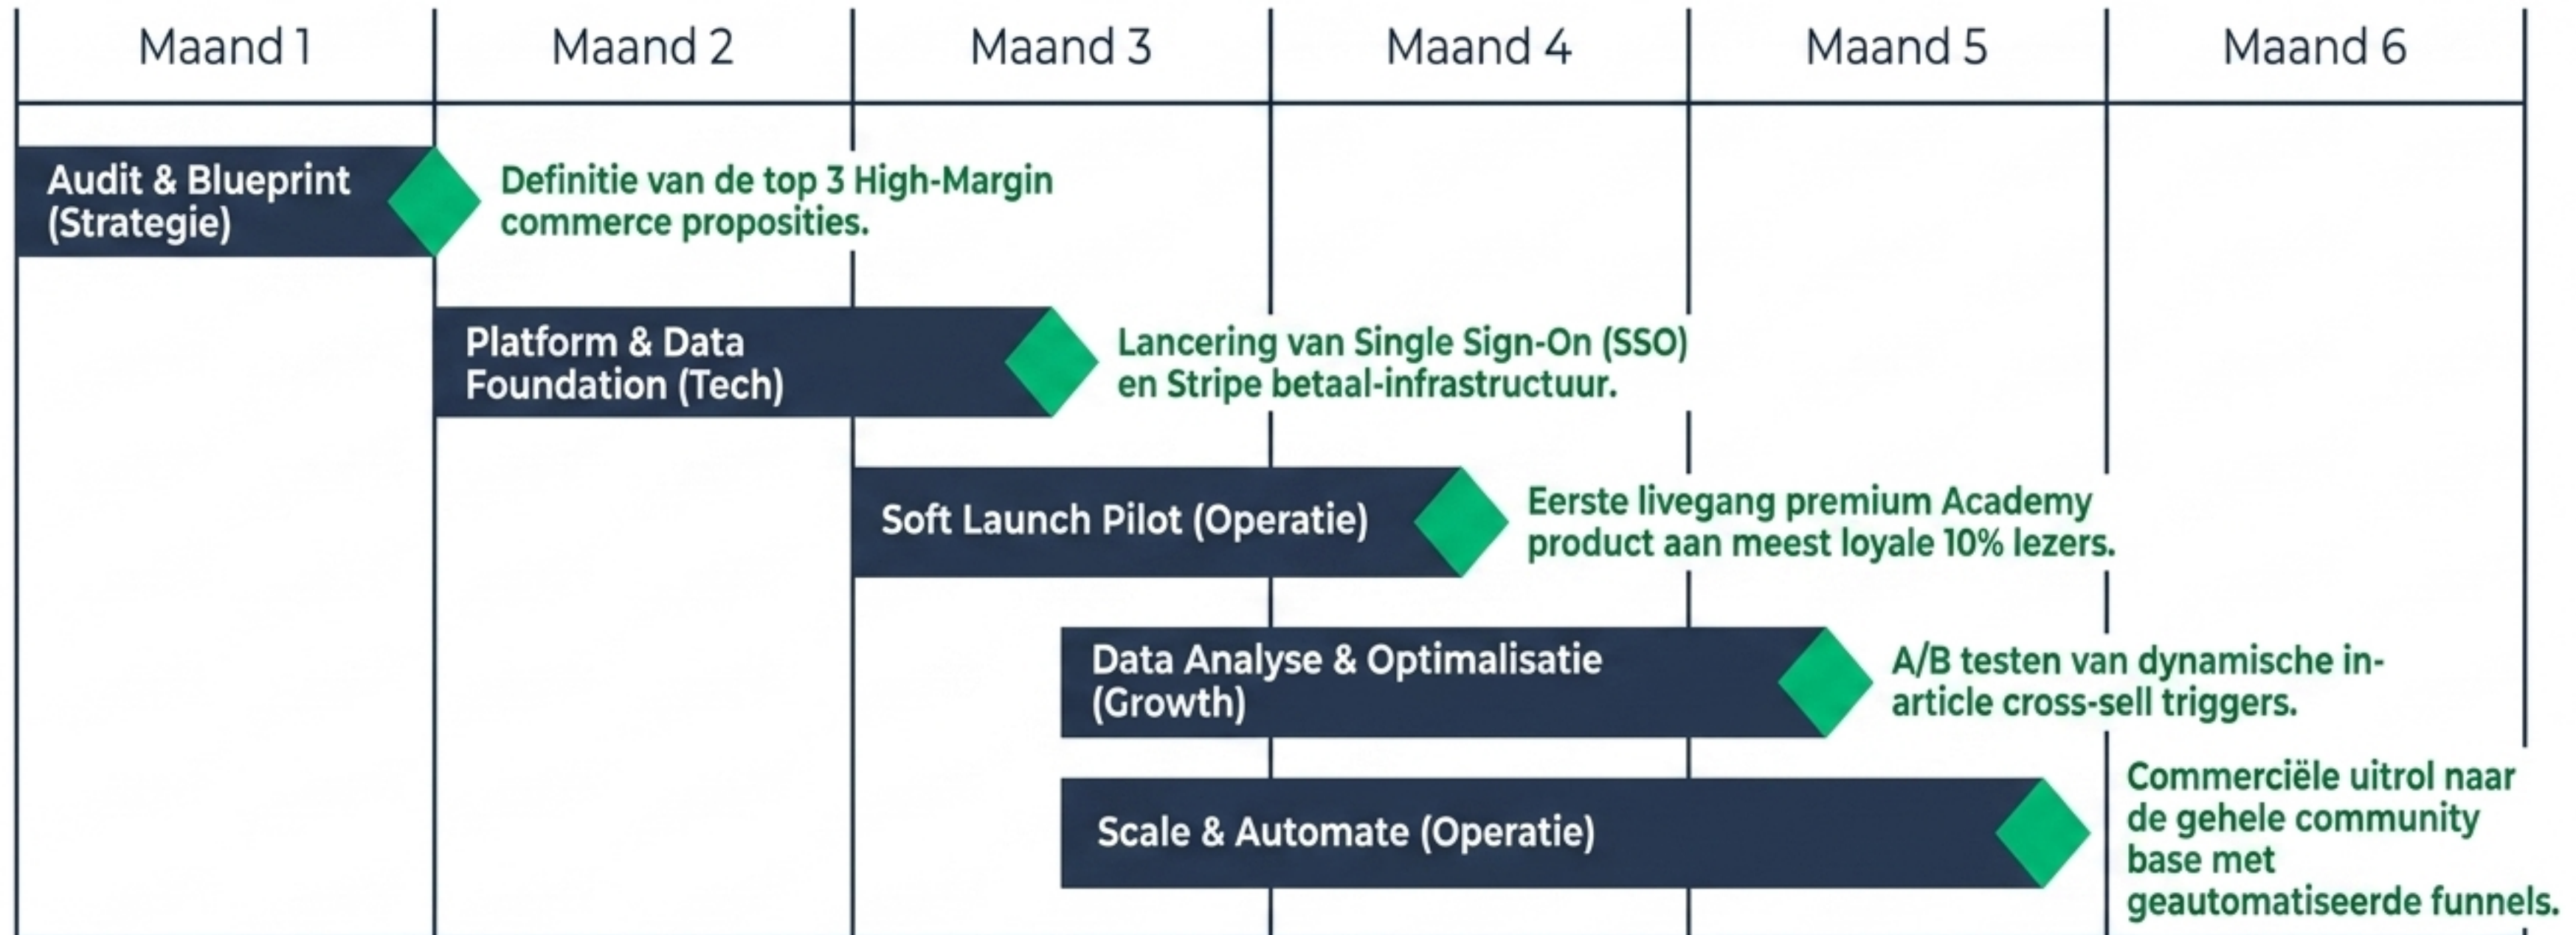 Maand 1
Maand 2
Maand 3
Maand 4
Maand 5
Maand 6
Audit & Blueprint
(Strategie)
Definitie van de top 3 High-Margin
commerce proposities.
Platform & Data
Foundation (Tech)
Lancering van Single Sign-On (SSO)
en Stripe betaal-infrastructuur.
Soft Launch Pilot (Operatie)
Eerste livegang premium Academy
product aan meest loyale 10% lezers.
Data Analyse & Optimalisatie
(Growth)
A/B testen van dynamische in-
article cross-sell triggers.
Scale & Automate (Operatie)
Commerciële uitrol naar
de gehele community
base met
geautomatiseerde funnels.